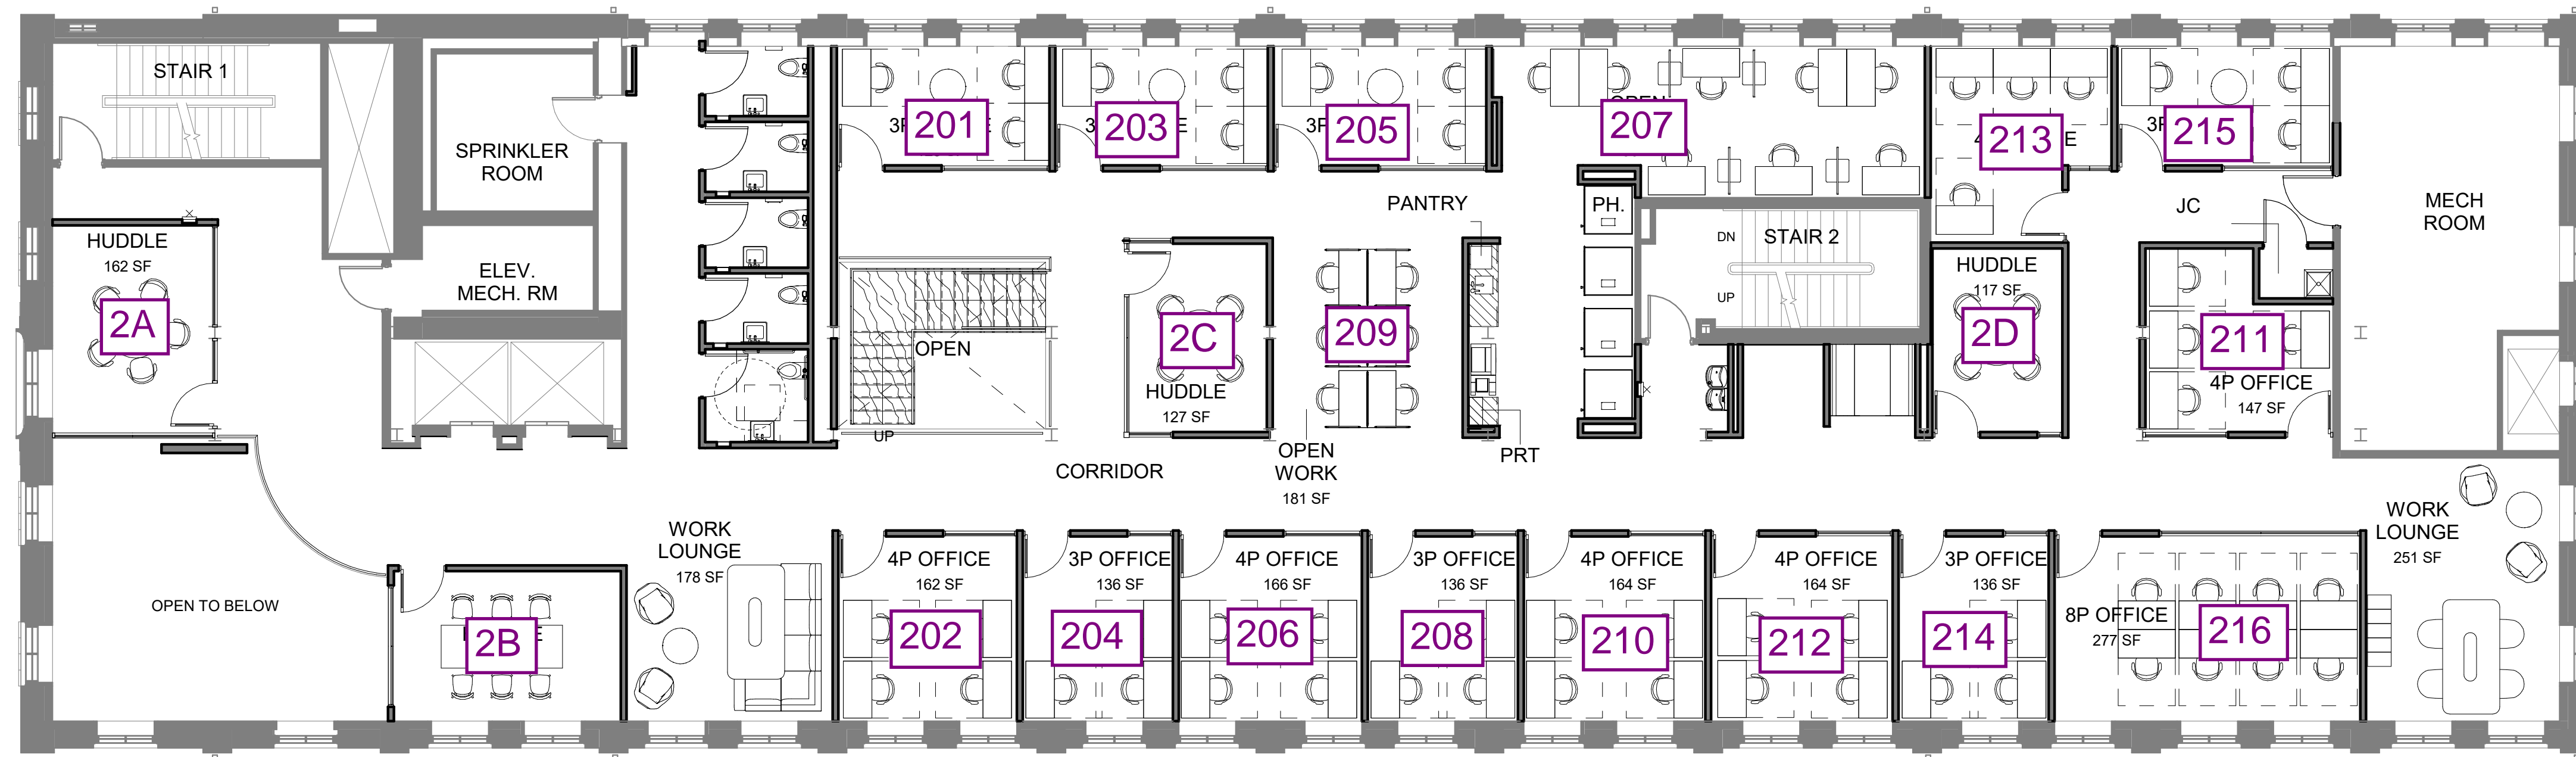 STAIR 1
SPRINKLER
ROOM
HUDDLE
162 SF
2A
ELEV.
MECH. RM
201
203
205
207
213
215
PANTRY
PH.
DN
STAIR 2
UP
JC
MECH
ROOM
OPEN
UP
2C
HUDDLE
127 SF
209
HUDDLE
117 SF
2D
211
4P OFFICE
147 SF
OPEN
WORK
181 SF
PRT
CORRIDOR
OPEN TO BELOW
2B
WORK
LOUNGE
178 SF
4P OFFICE
162 SF
202
3P OFFICE
136 SF
204
4P OFFICE
166 SF
206
3P OFFICE
136 SF
208
4P OFFICE
164 SF
210
4P OFFICE
164 SF
212
3P OFFICE
136 SF
214
8P OFFICE
277 SF
216
WORK
LOUNGE
251 SF